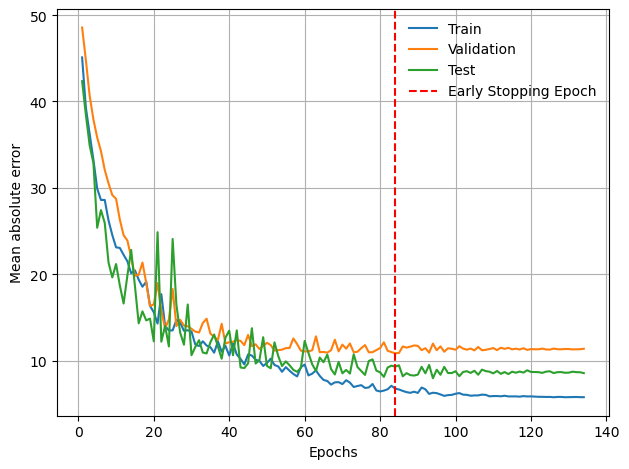 50
40
30
20
10
Mean absolute error
Train
Validation
Test
Early Stopping Epoch
0 20 40 60 80 100 120 140
Epochs